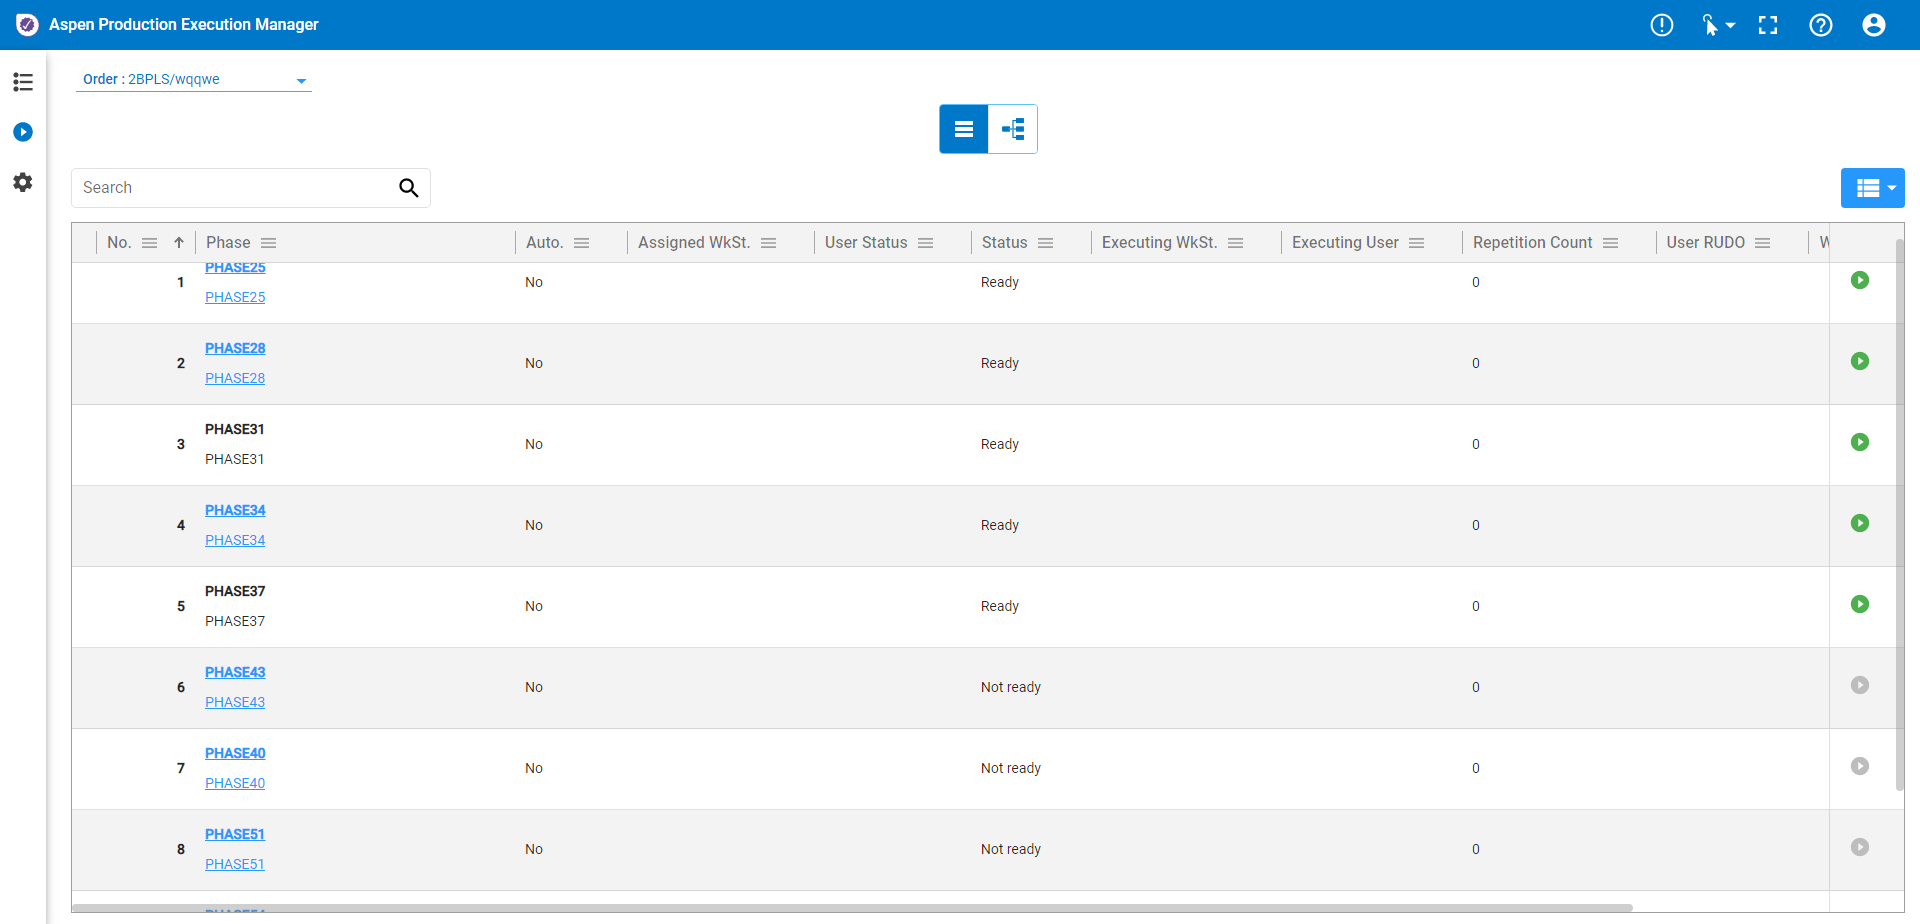 Aspen Production Execution Manager
Order : 2BPLS/wqqwe
Search
No. Phase Auto. Assigned WkSt. User Status Status Executing WkSt. Executing User Repetition Count User RUDO
PHASE25
1 No Ready 0
PHASE25
PHASE28
2 No Ready 0
PHASE28
PHASE31
3 No Ready 0
PHASE31
PHASE34
4 No Ready 0
PHASE34
PHASE37
5 No Ready 0
PHASE37
PHASE43
6 No Not ready 0
PHASE43
PHASE40
7 No Not ready 0
PHASE40
PHASE51
8 No Not ready 0
PHASE51